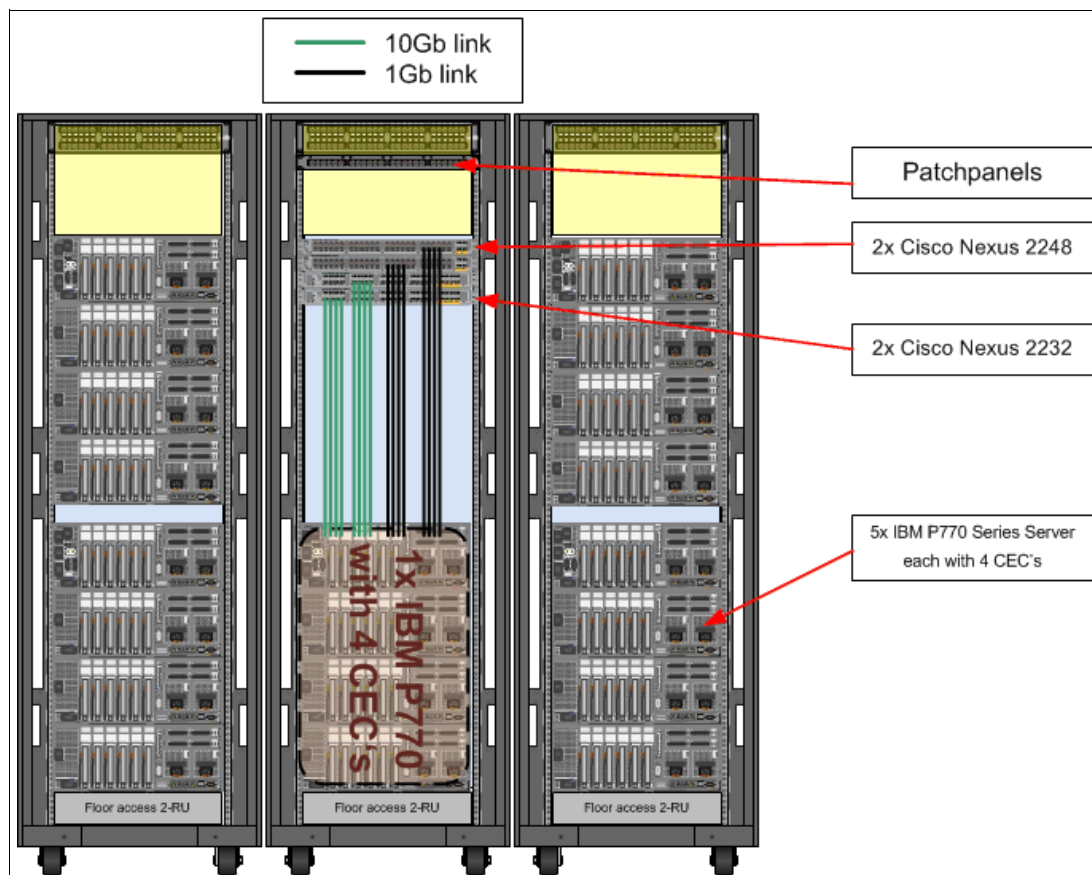 10Gb link
1Gb link
Patchpanels
2x Cisco Nexus 2248
2x Cisco Nexus 2232
5x IBM P770 Series Server
each with 4 CEC's
1x IBM P770
with 4 CEC's
Floor access 2-RU
Floor access 2-RU
Floor access 2-RU